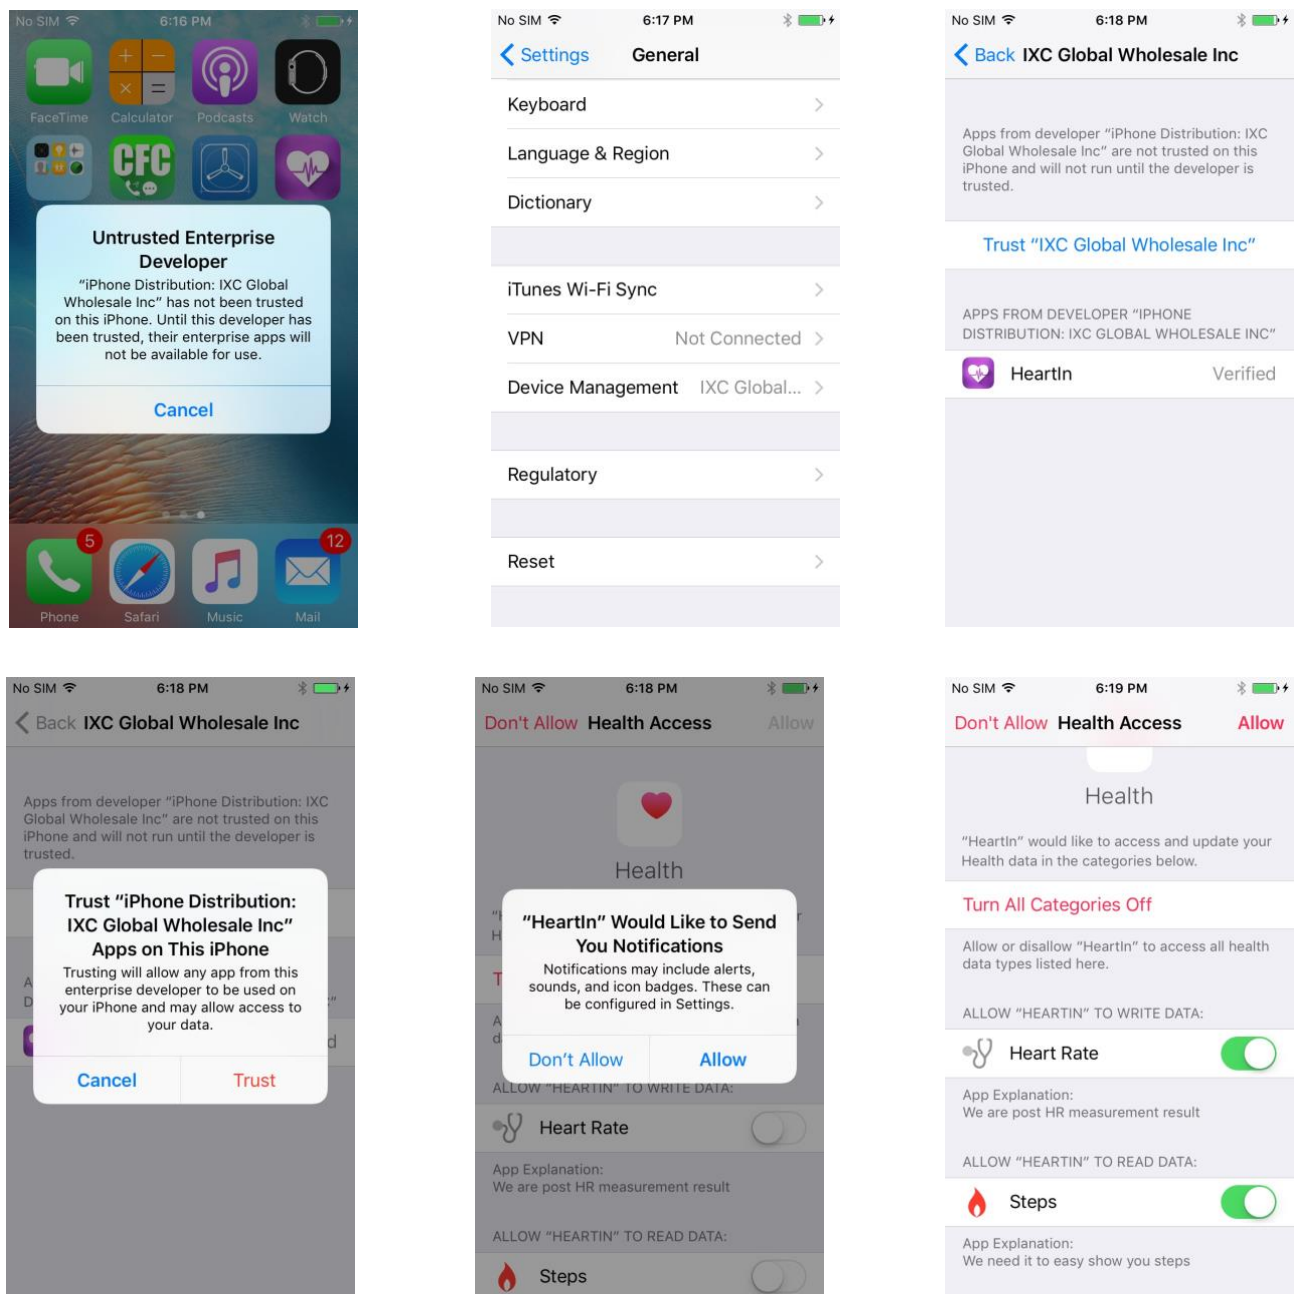 No SIM 6:16 PM
FaceTime Calculator Podcasts Watch
CFC
Untrusted Enterprise
Developer
"iPhone Distribution: IXC Global
Wholesale Inc" has not been trusted
on this iPhone. Until this developer has
been trusted, their enterprise apps will
not be available for use.
Cancel
5
12
Phone Safari Music Mail
No SIM 6:17 PM
Settings General
Keyboard
Language & Region
Dictionary
iTunes Wi-Fi Sync
VPN Not Connected
Device Management IXC Global...
Regulatory
Reset
No SIM 6:18 PM
Back IXC Global Wholesale Inc
Apps from developer "iPhone Distribution: IXC
Global Wholesale Inc" are not trusted on this
iPhone and will not run until the developer is
trusted.
Trust "IXC Global Wholesale Inc"
APPS FROM DEVELOPER "IPHONE
DISTRIBUTION: IXC GLOBAL WHOLESALE INC"
HeartIn Verified
No SIM 6:18 PM
Back IXC Global Wholesale Inc
Apps from developer "iPhone Distribution: IXC
Global Wholesale Inc" are not trusted on this
iPhone and will not run until the developer is
trusted.
Trust "iPhone Distribution:
IXC Global Wholesale Inc"
Apps on This iPhone
Trusting will allow any app from this
enterprise developer to be used on
your iPhone and may allow access to
your data.
Cancel Trust
No SIM 6:18 PM
Don't Allow Health Access Allow
Health
"HeartIn" Would Like to Send
You Notifications
Notifications may include alerts,
sounds, and icon badges. These can
be configured in Settings.
Don't Allow Allow
ALLOW "HEARTIN" TO WRITE DATA:
Heart Rate
App Explanation:
We are post HR measurement result
ALLOW "HEARTIN" TO READ DATA:
Steps
No SIM 6:19 PM
Don't Allow Health Access Allow
Health
"HeartIn" would like to access and update your
Health data in the categories below.
Turn All Categories Off
Allow or disallow "HeartIn" to access all health
data types listed here.
ALLOW "HEARTIN" TO WRITE DATA:
Heart Rate
App Explanation:
We are post HR measurement result
ALLOW "HEARTIN" TO READ DATA:
Steps
App Explanation:
We need it to easy show you steps